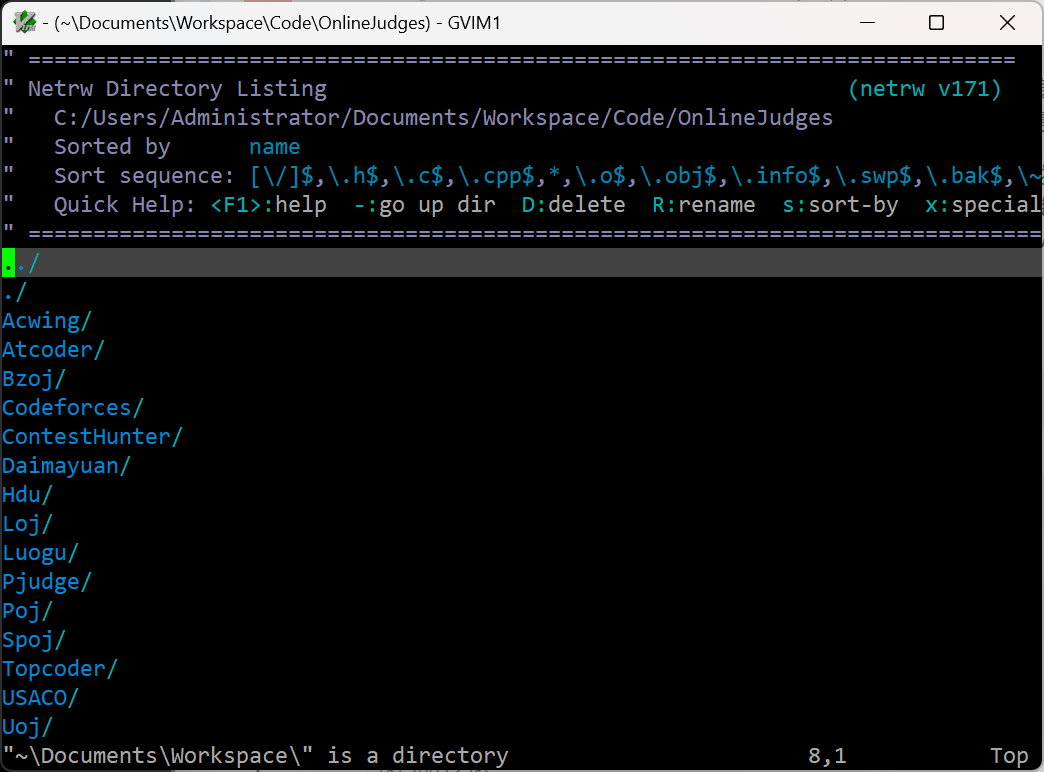 - (~\Documents\Workspace\Code\OnlineJudges) - GVIM1
" ==============================================================================
" Netrw Directory Listing                                        (netrw v171)
"   C:/Users/Administrator/Documents/Workspace/Code/OnlineJudges
"   Sorted by      name
"   Sort sequence: [\/]$,\.h$,\.c$,\.cpp$,*,\.o$,\.obj$,\.info$,\.swp$,\.bak$,\~
"   Quick Help: <F1>:help  -:go up dir  D:delete  R:rename  s:sort-by  x:special
" ==============================================================================
../
./
Acwing/
Atcoder/
Bzoj/
Codeforces/
ContestHunter/
Daimayuan/
Hdu/
Loj/
Luogu/
Pjudge/
Poj/
Spoj/
Topcoder/
USACO/
Uoj/
"~\Documents\Workspace\" is a directory                       8,1           Top